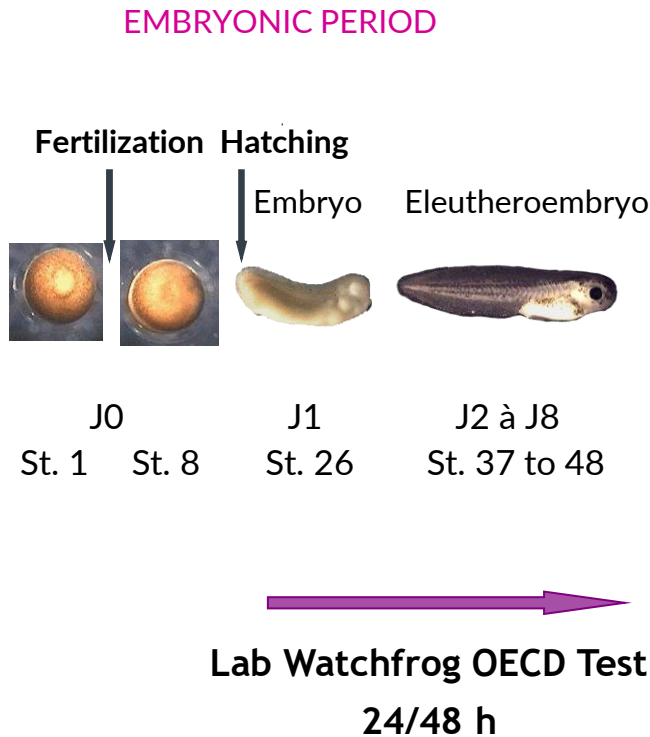 EMBRYONIC PERIOD
Fertilization Hatching
Embryo Eleutheroembryo
J0 J1 J2 à J8
St. 1 St. 8 St. 26 St. 37 to 48
Lab Watchfrog OECD Test
24/48 h